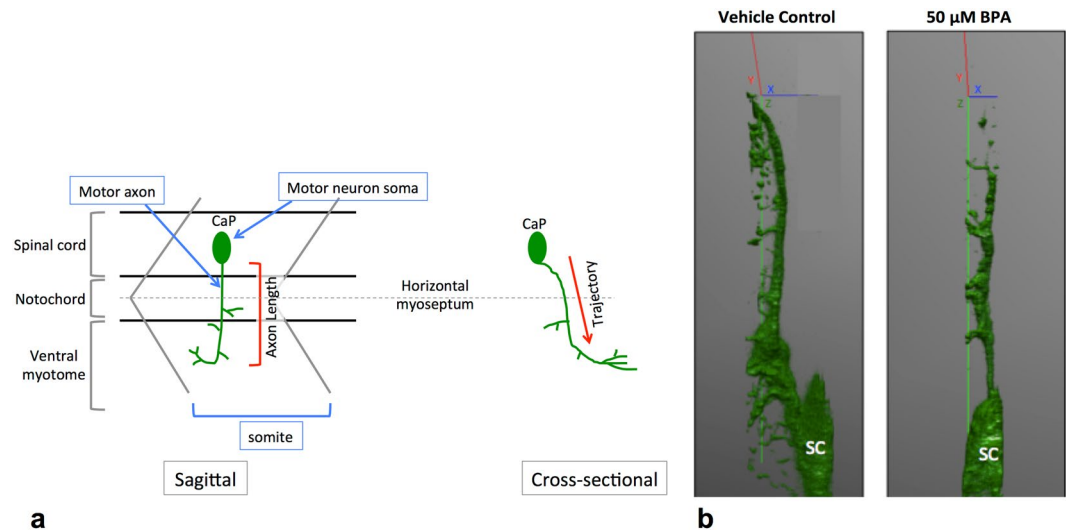 Motor axon
Motor neuron soma
CaP
Spinal cord
Notochord
Ventral
myotome
Axon Length
somite
Sagittal
Horizontal
myoseptum
CaP
Trajectory
Cross-sectional
a
Vehicle Control
Y
X
Z
SC
50 μM BPA
Y
X
Z
SC
b